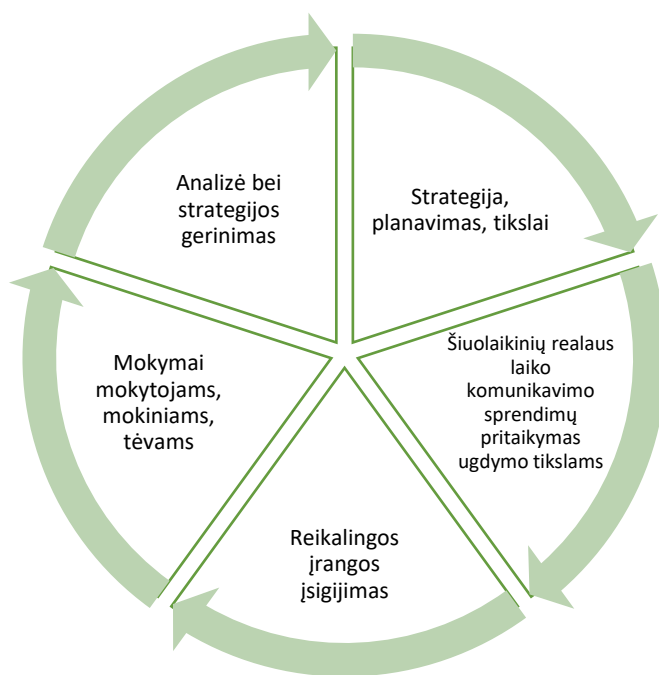 Analizė bei
strategijos
gerinimas
Strategija,
planavimas, tikslai
Šiuolaikinių realaus
laiko
komunikavimo
sprendimų
pritaikymas
ugdymo tikslams
Mokymai
mokytojams,
mokiniams,
tėvams
Reikalingos
įrangos
įsigijimas